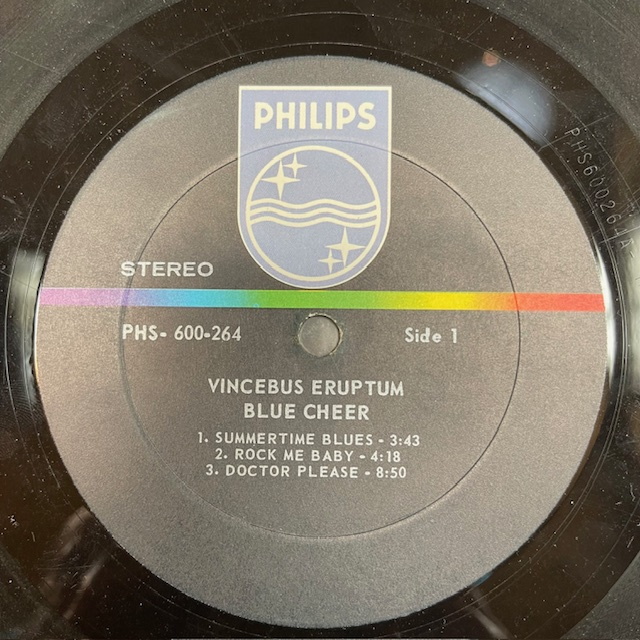 PHILIPS
STEREO
PHS- 600-264
Side 1
VINCEBUS ERUPTUM
BLUE CHEER
1. SUMMERTIME BLUES - 3:43
2. ROCK ME BABY - 4:18
3. DOCTOR PLEASE - 8:50